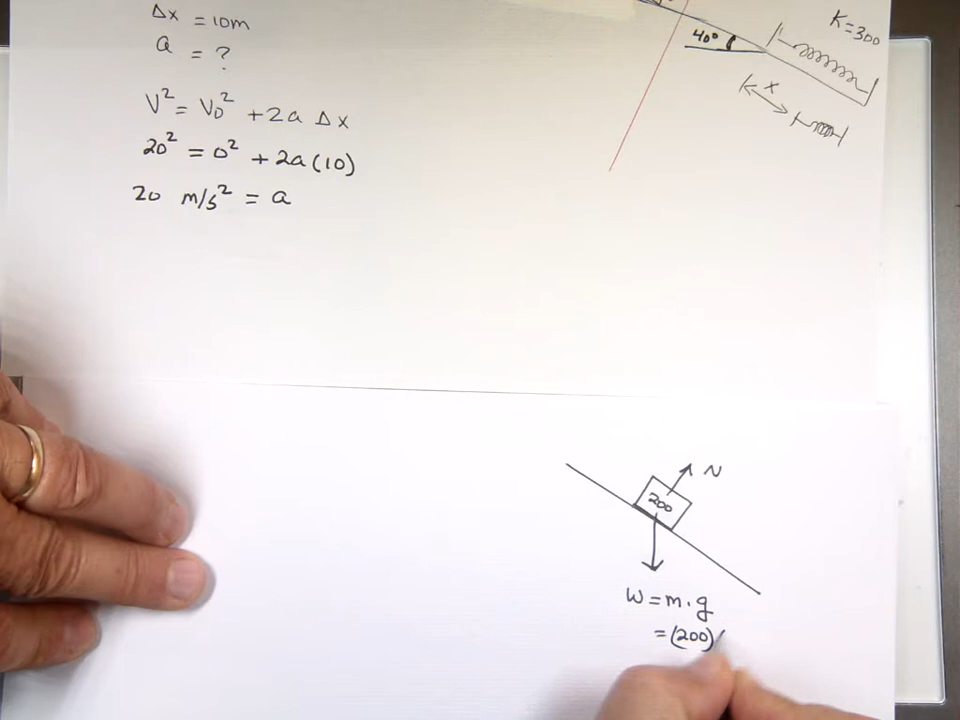 Δx = 10m
a = ?
V² = V₀² + 2a Δx
20² = 0² + 2a(10)
20 m/s² = a
40°
K=300
x
N
200
W = m·g
= (200)(